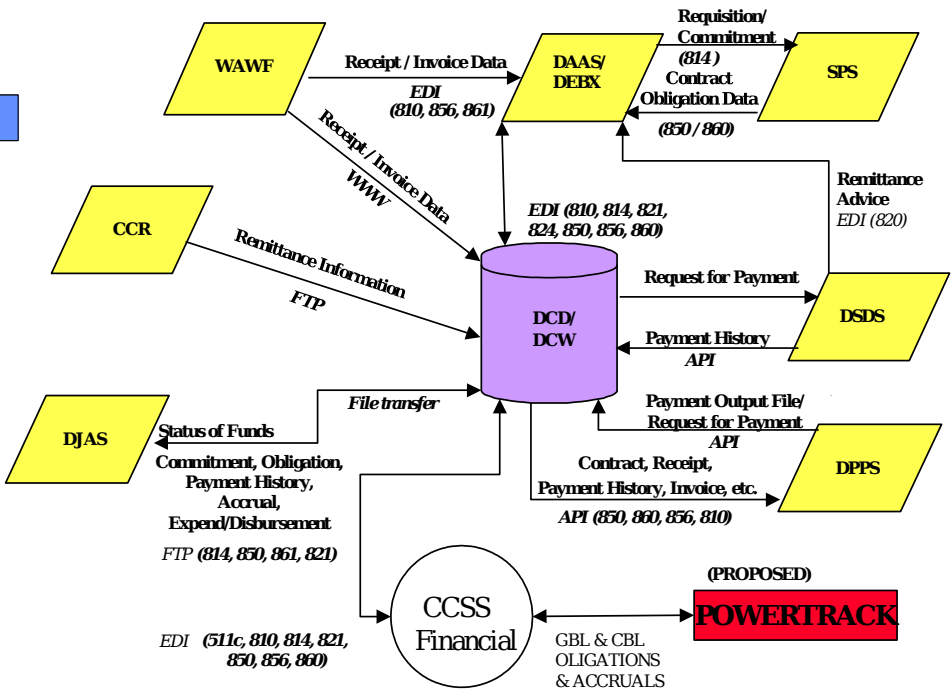 Requisition/
Commitment
(814 )
WAWF
Receipt / Invoice Data
EDI
(810, 856, 861)
DAAS/
DEBX
SPS
Contract
Obligation Data
(850 / 860)
Receipt / Invoice Data
WWW
Remittance
Advice
EDI (820)
CCR
Remittance Information
FTP
EDI (810, 814, 821,
824, 850, 856, 860)
DCD/
DCW
Request for Payment
DSDS
Payment History
API
File transfer
Payment Output File/
Request for Payment
API
DJAS
Status of Funds
Commitment, Obligation,
Payment History,
Accrual,
Expend/Disbursement
FTP (814, 850, 861, 821)
Contract, Receipt,
Payment History, Invoice, etc.
API (850, 860, 856, 810)
DPPS
(PROPOSED)
POWERTRACK
CCSS
Financial
EDI (511c, 810, 814, 821,
850, 856, 860)
GBL & CBL
OLIGATIONS
& ACCRUALS